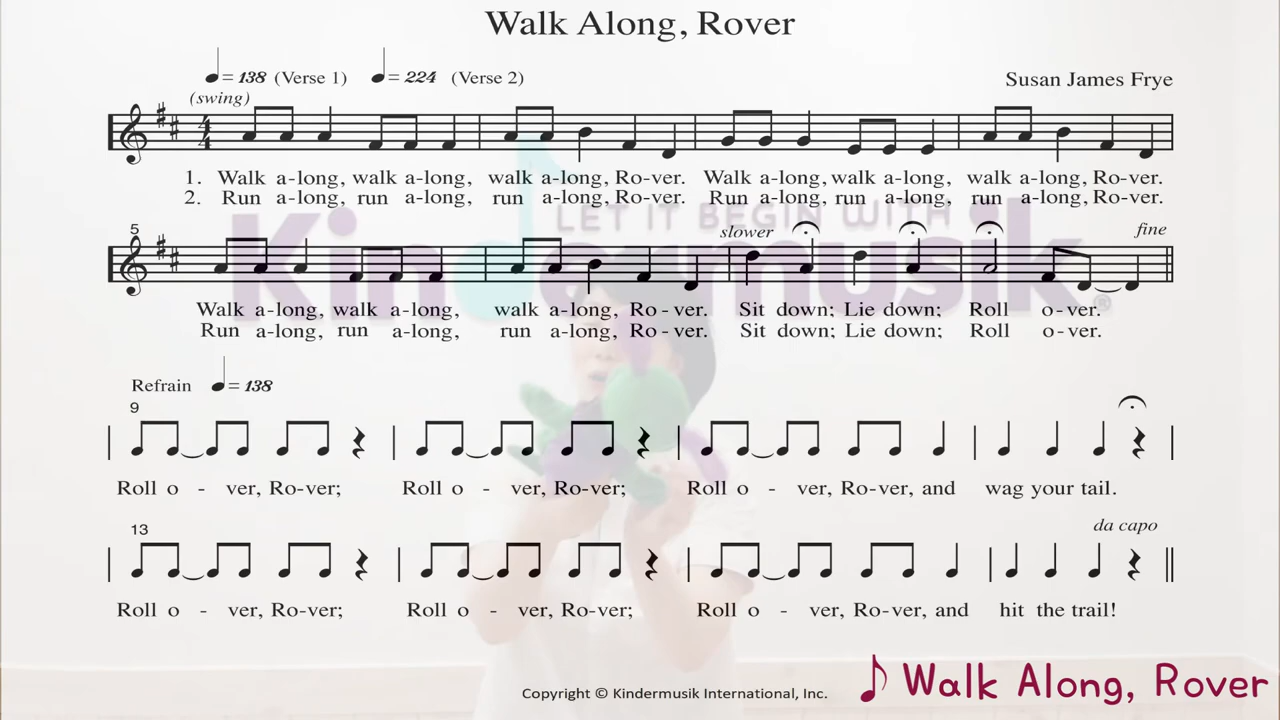 Walk Along, Rover
= 138 (Verse 1) = 224 (Verse 2)
Susan James Frye
(swing)
1. Walk a-long, walk a-long, walk a-long, Ro-ver. Walk a-long, walk a-long, walk a-long, Ro-ver.
2. Run a-long, run a-long, run a-long, Ro-ver. Run a-long, run a-long, run a-long, Ro-ver.
LET IT BEGIN WITH
Kindermusik®
5 slower fine
Walk a-long, walk a-long, walk a-long, Ro-ver. Sit down; Lie down; Roll o-ver.
Run a-long, run a-long, run a-long, Ro-ver. Sit down; Lie down; Roll o-ver.
Refrain = 138
9
Roll o - ver, Ro-ver; Roll o - ver, Ro-ver; Roll o - ver, Ro-ver, and wag your tail.
13 da capo
Roll o - ver, Ro-ver; Roll o - ver, Ro-ver; Roll o - ver, Ro-ver, and hit the trail!
Copyright © Kindermusik International, Inc.
Walk Along, Rover